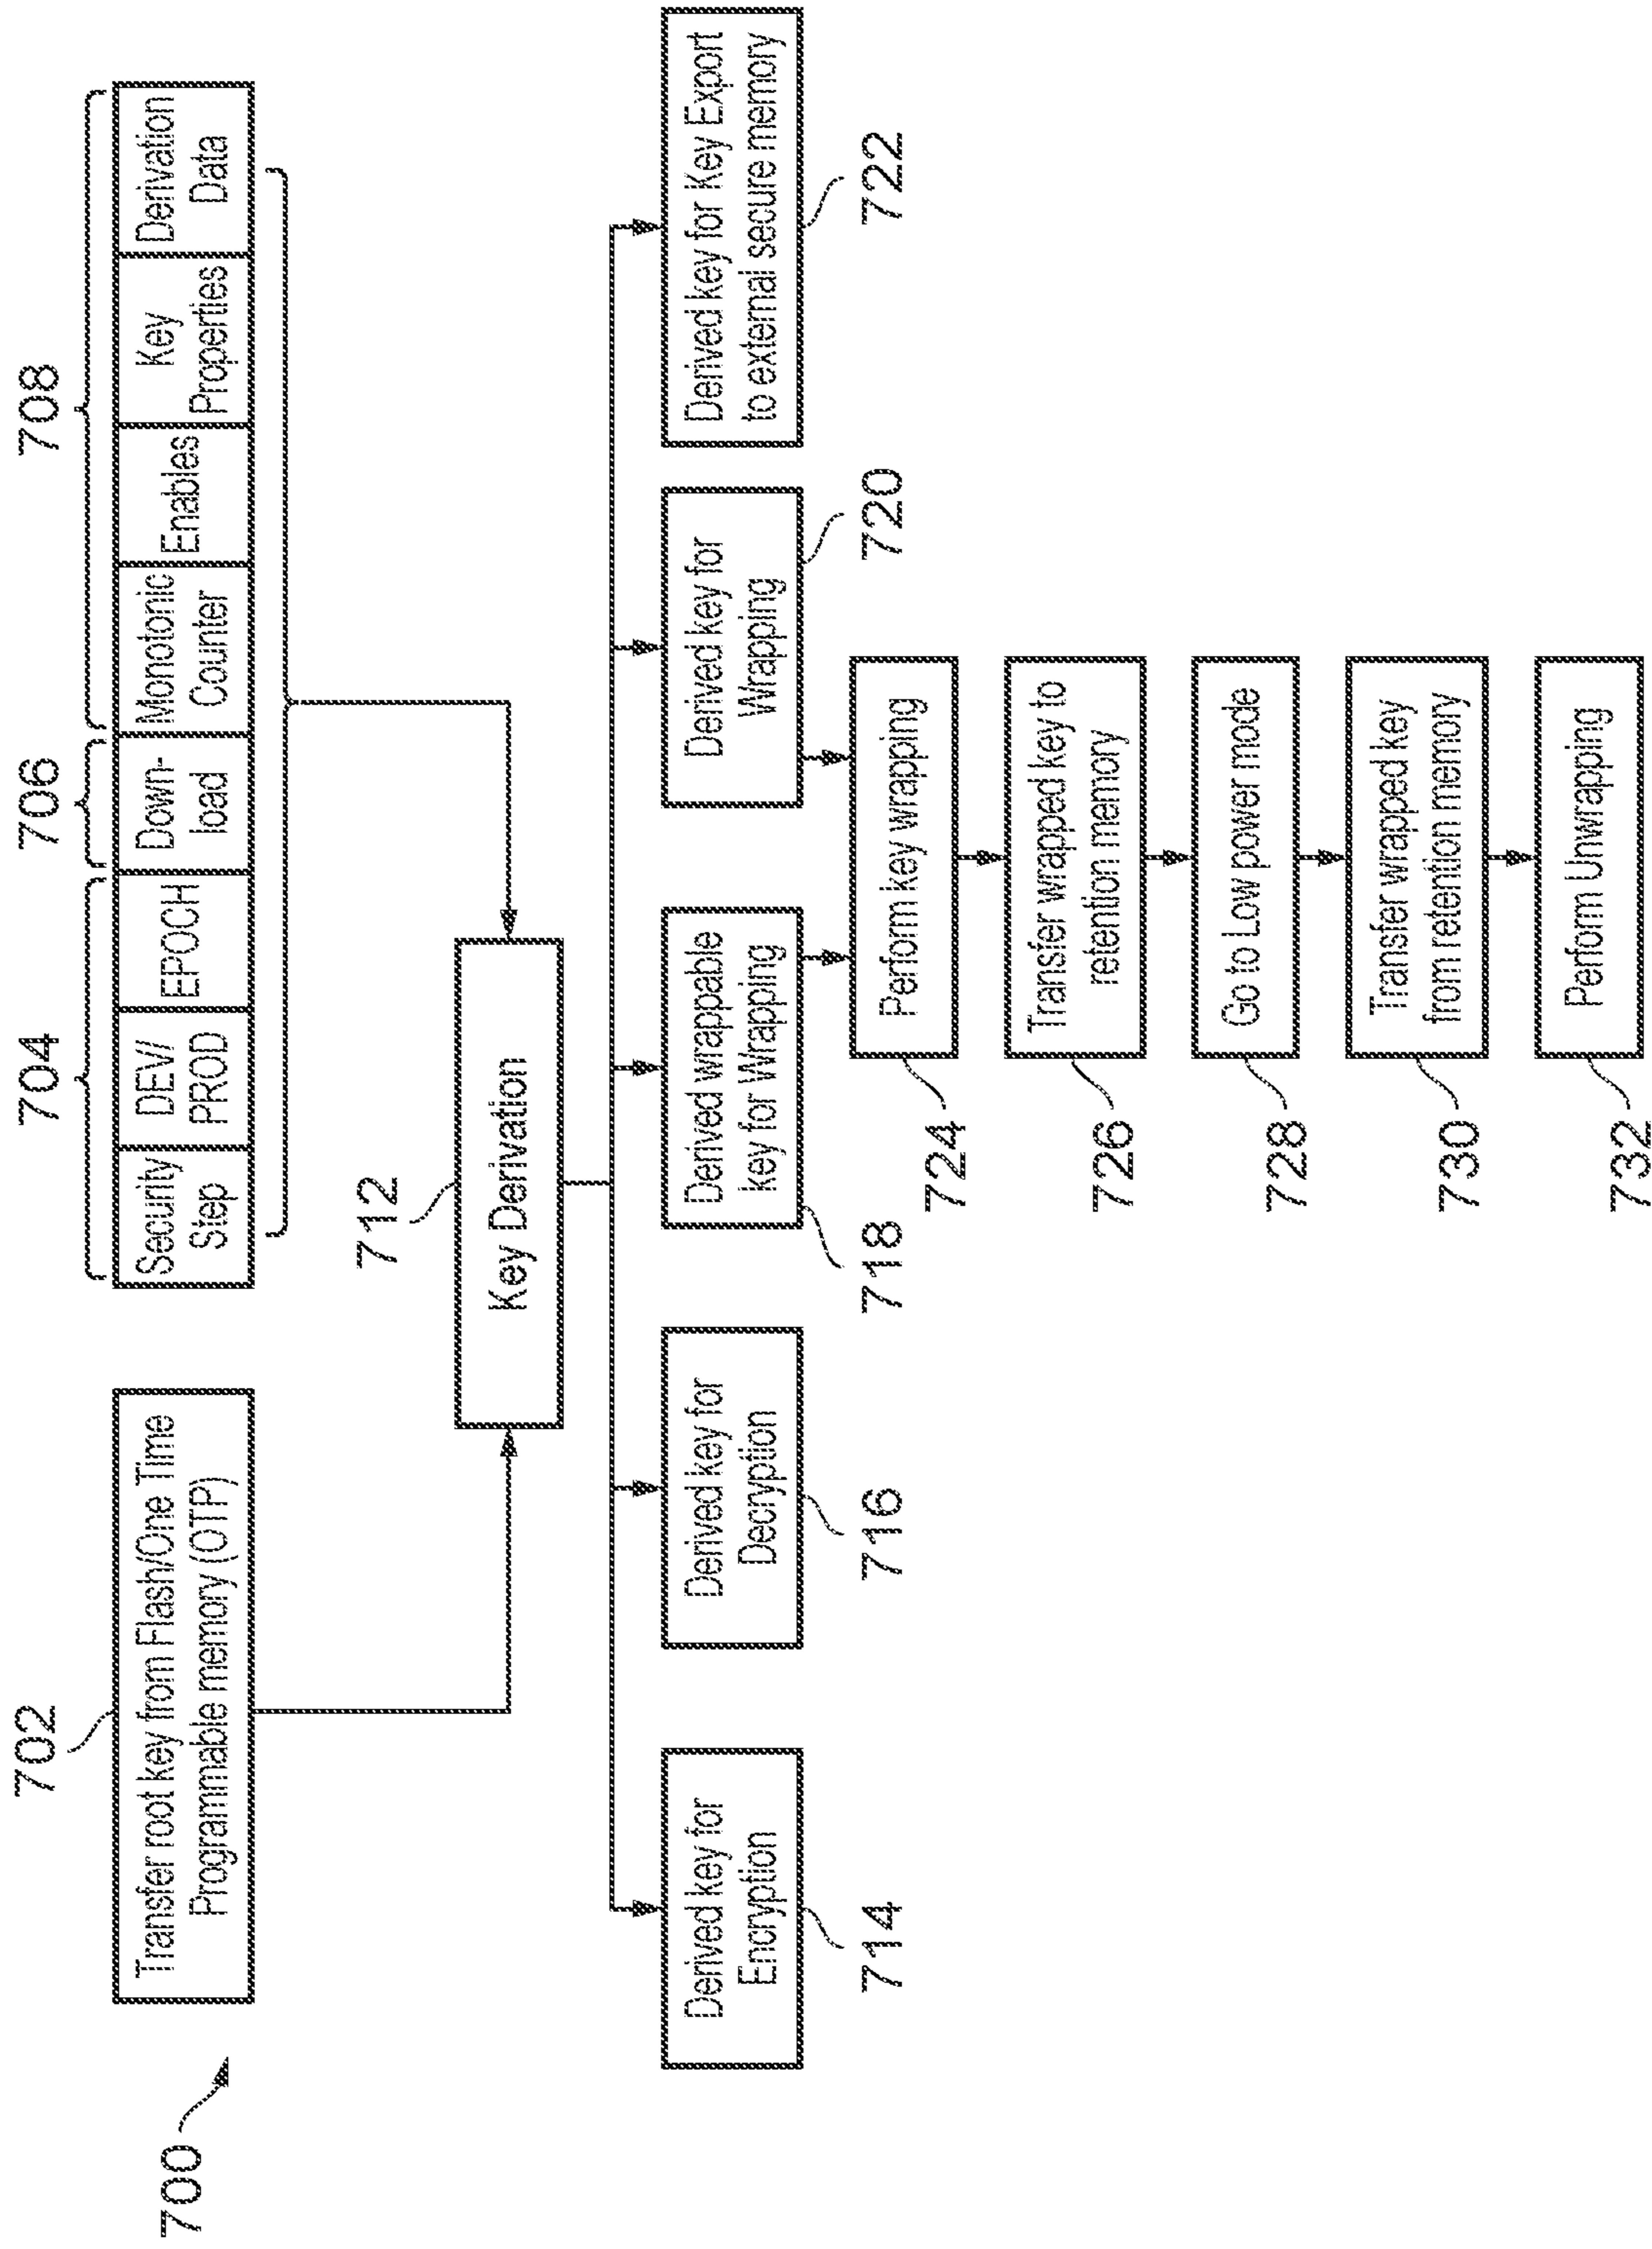 700
702
Transfer root key from Flash/One Time
Programmable memory (OTP)
704
706
708
Security
Step
DEV/
PROD
EPOCH
Down-
load
Monotonic
Counter
Enables
Key
Properties
Derivation
Data
712
Key Derivation
Derived key for
Encryption
714
Derived key for
Decryption
716
Derived wrappable
key for Wrapping
718
Derived key for
Wrapping
720
Derived key for Key Export
to external secure memory
722
724
Perform key wrapping
726
Transfer wrapped key to
retention memory
728
Go to Low power mode
730
Transfer wrapped key
from retention memory
732
Perform Unwrapping